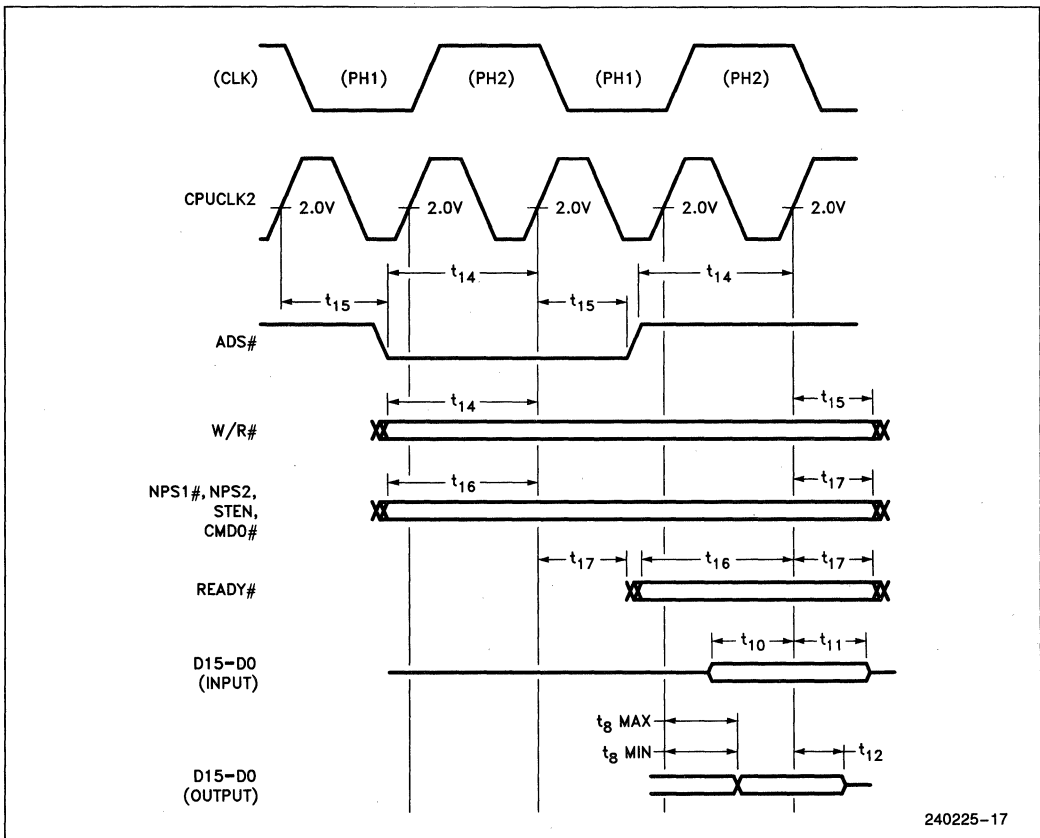 (CLK) (PH1) (PH2) (PH1) (PH2)
CPUCLK2 2.0V 2.0V 2.0V 2.0V 2.0V
t14 t14
t15 t15
ADS#
t14 t15
W/R#
t16 t17
NPS1#, NPS2,
STEN,
CMD0#
t17 t16 t17
READY#
t10 t11
D15-D0
(INPUT)
t8 MAX
t8 MIN t12
D15-D0
(OUTPUT)
240225-17